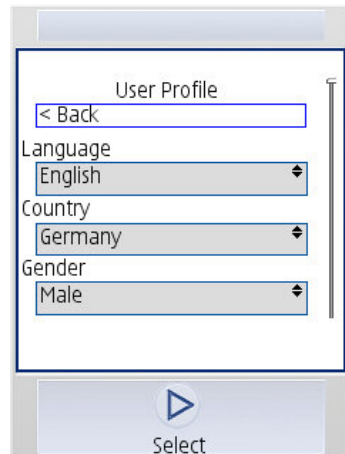 User Profile
< Back
Language
English
Country
Germany
Gender
Male
Select